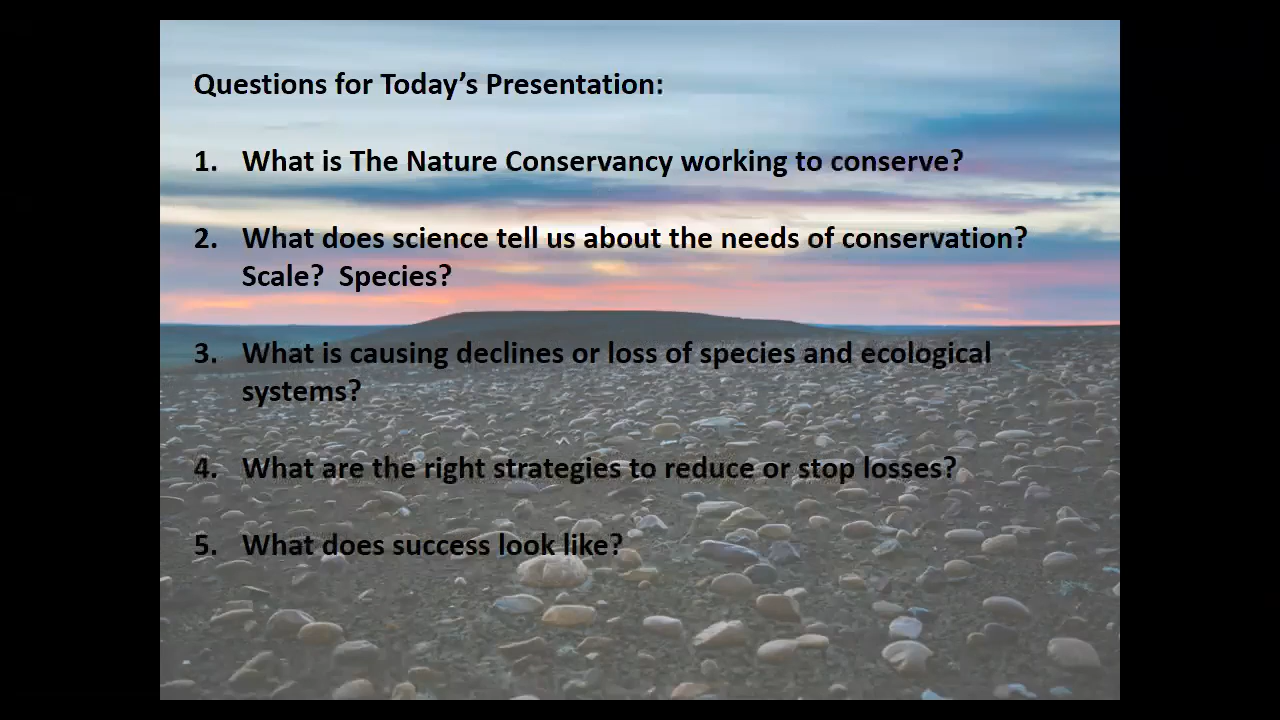 Questions for Today’s Presentation:
1. What is The Nature Conservancy working to conserve?
2. What does science tell us about the needs of conservation?
Scale?  Species?
3. What is causing declines or loss of species and ecological
systems?
4. What are the right strategies to reduce or stop losses?
5. What does success look like?